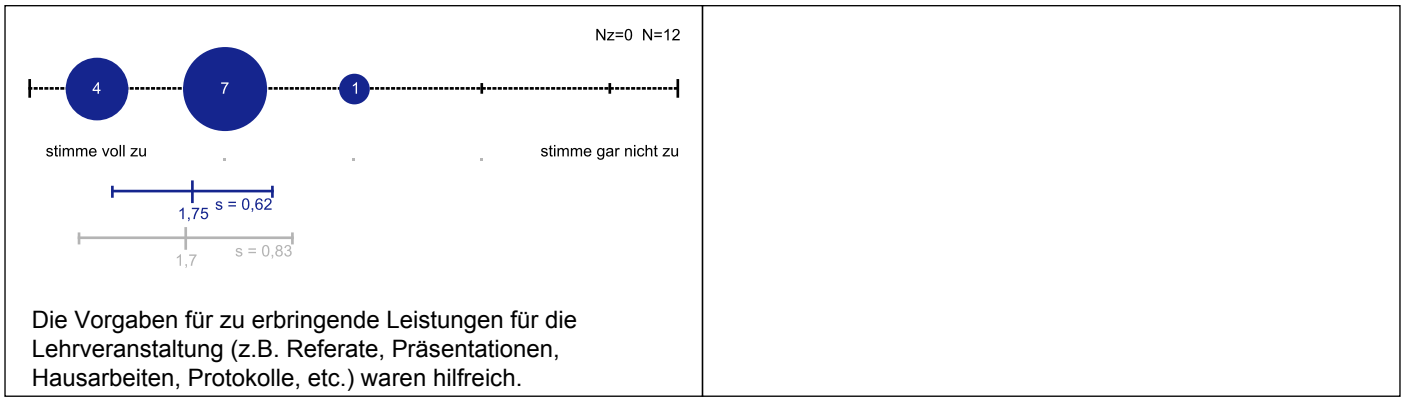 Nz=0 N=12
4 7 1
stimme voll zu stimme gar nicht zu
1,75 s = 0,62
1,7 s = 0,83
Die Vorgaben für zu erbringende Leistungen für die
Lehrveranstaltung (z.B. Referate, Präsentationen,
Hausarbeiten, Protokolle, etc.) waren hilfreich.